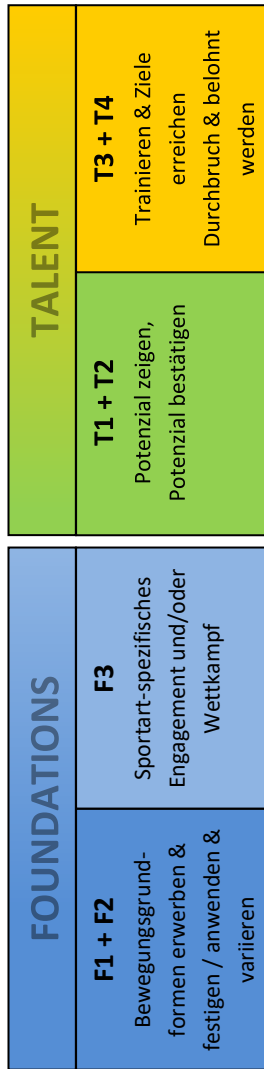 FOUNDATIONS
F1 + F2
Bewegungsgrund-
formen erwerben &
festigen / anwenden &
variieren
F3
Sportart-spezifisches
Engagement und/oder
Wettkampf
TALENT
T1 + T2
Potenzial zeigen,
Potenzial bestätigen
T3 + T4
Trainieren & Ziele
erreichen
Durchbruch & belohnt
werden